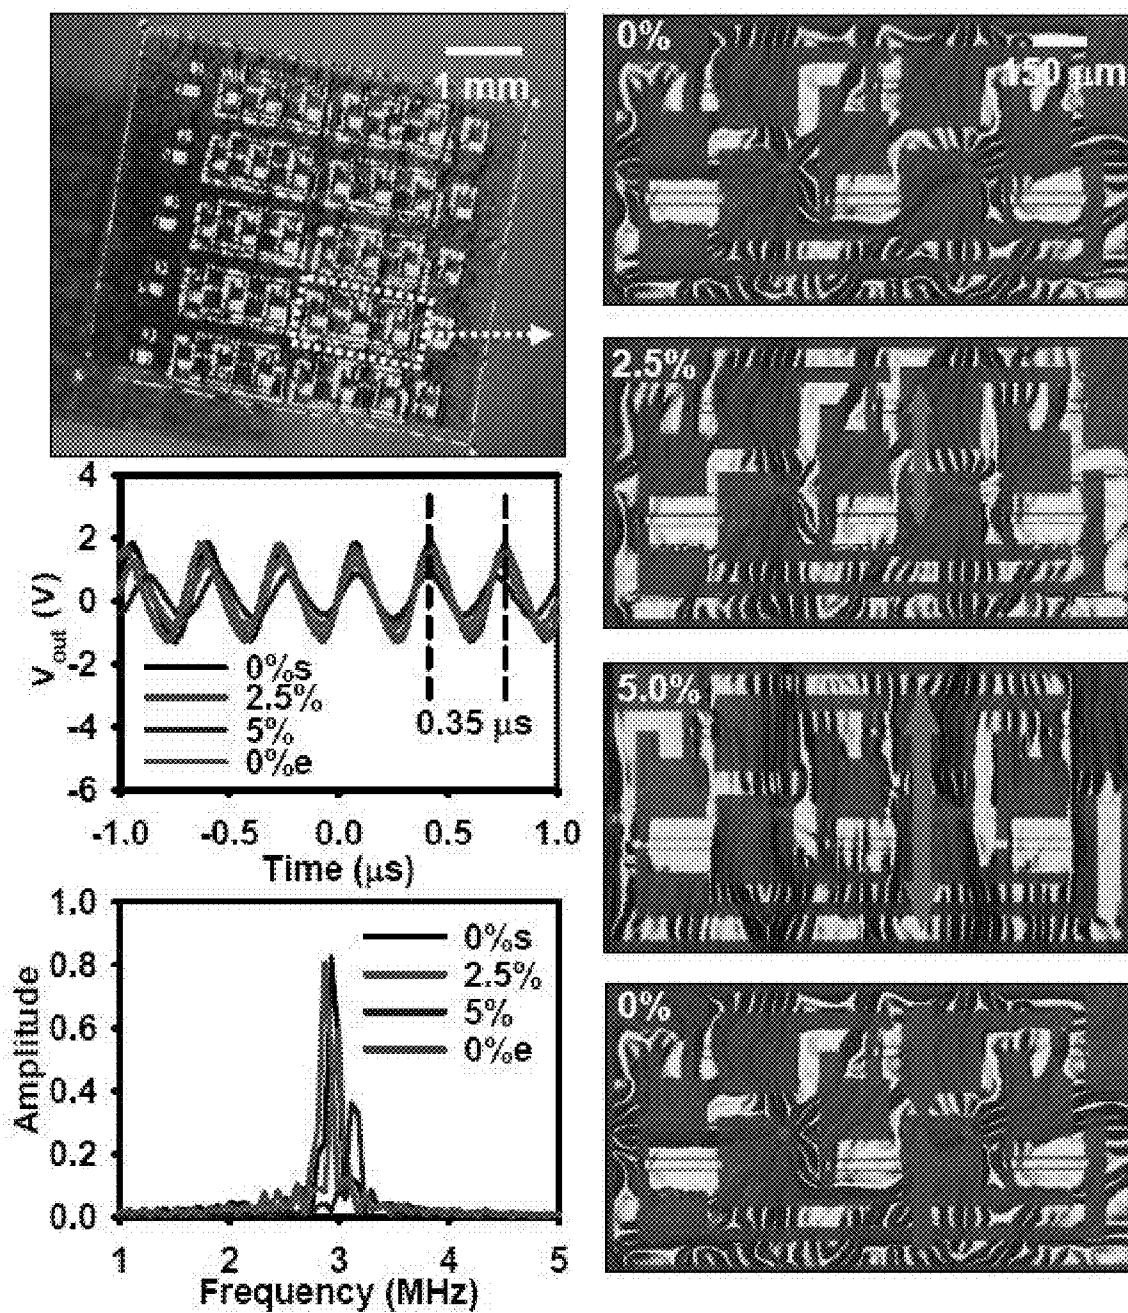 1 mm
4
2
0
-2
-4
-6
V_out (V)
0%s
2.5%
5%
0%e
0.35 μs
-1.0 -0.5 0.0 0.5 1.0
Time (μs)
1.0
0.8
0.6
0.4
0.2
0.0
Amplitude
0%s
2.5%
5%
0%e
1 2 3 4 5
Frequency (MHz)
0%
150 μm
2.5%
5.0%
0%